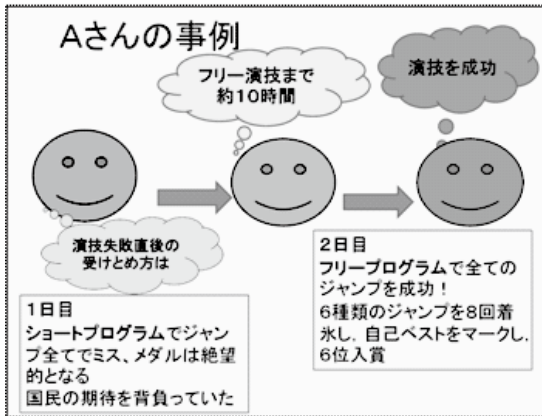 Aさんの事例
フリー演技まで
約10時間
演技を成功
演技失敗直後の
受けとめ方は
1日目
ショートプログラムでジャン
プ全てでミス、メダルは絶望
的となる
国民の期待を背負っていた
2日目
フリープログラムで全ての
ジャンプを成功！
6種類のジャンプを8回着
氷し，自己ベストをマークし，
6位入賞